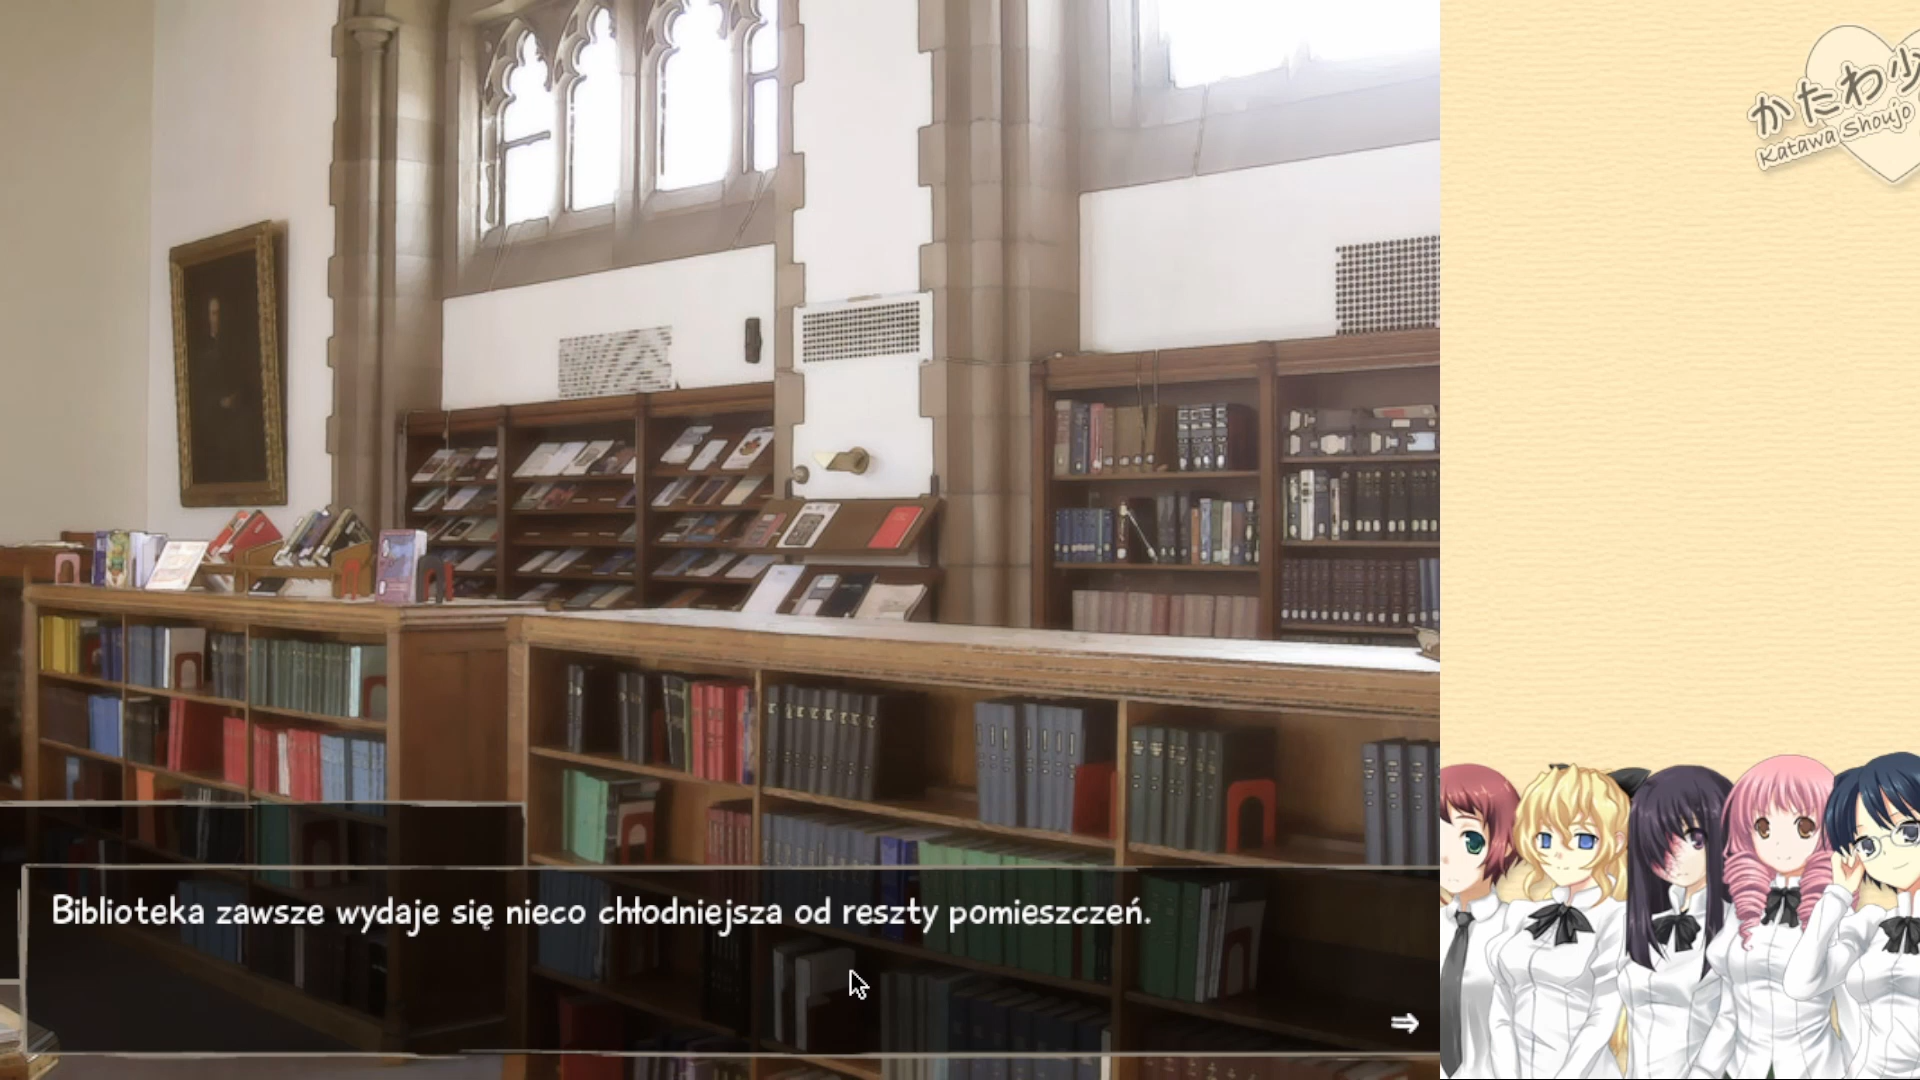 かたわ少
Katawa Shoujo
Biblioteka zawsze wydaje się nieco chłodniejsza od reszty pomieszczeń.